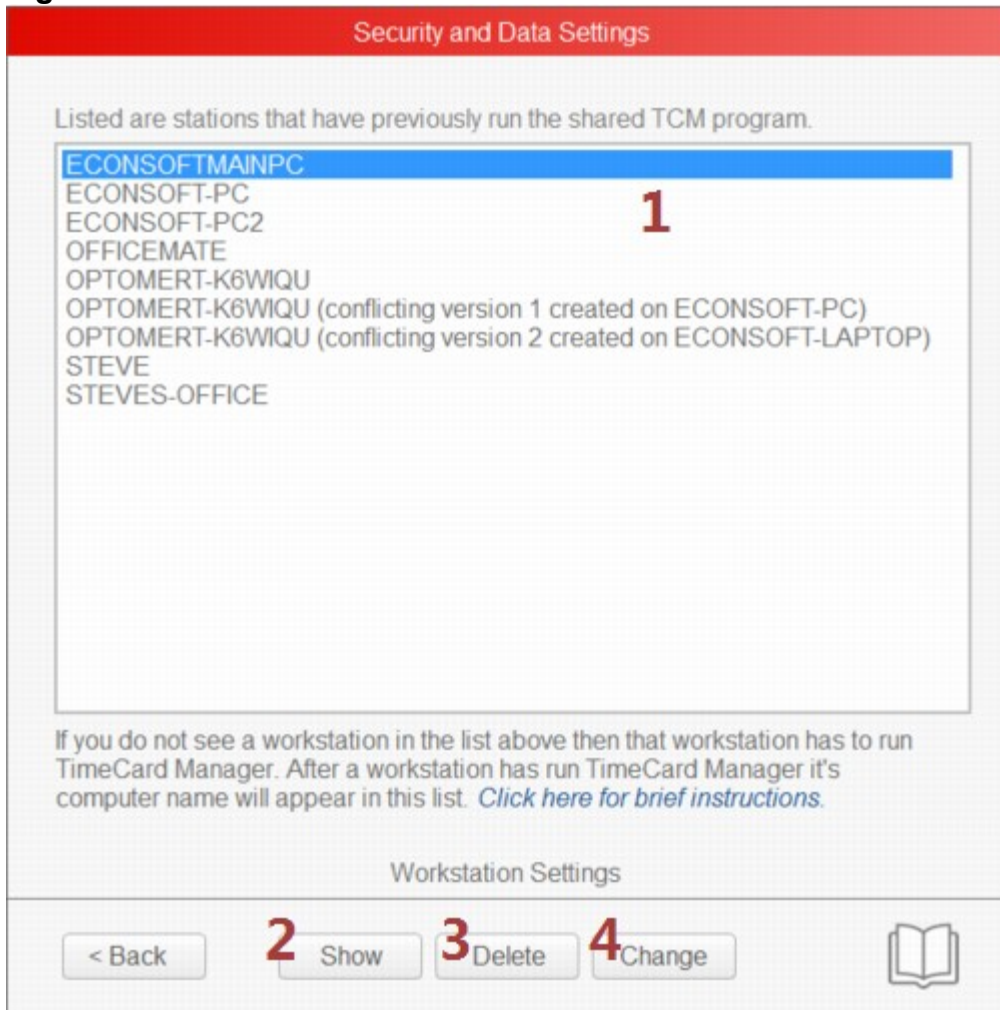 Security and Data Settings
Listed are stations that have previously run the shared TCM program.
ECONSOFTMAINPC
ECONSOFT-PC
1
ECONSOFT-PC2
OFFICEMATE
OPTOMERT-K6WIQU
OPTOMERT-K6WIQU (conflicting version 1 created on ECONSOFT-PC)
OPTOMERT-K6WIQU (conflicting version 2 created on ECONSOFT-LAPTOP)
STEVE
STEVES-OFFICE
If you do not see a workstation in the list above then that workstation has to run
TimeCard Manager. After a workstation has run TimeCard Manager it's
computer name will appear in this list. Click here for brief instructions.
Workstation Settings
< Back 2 Show 3 Delete 4 Change